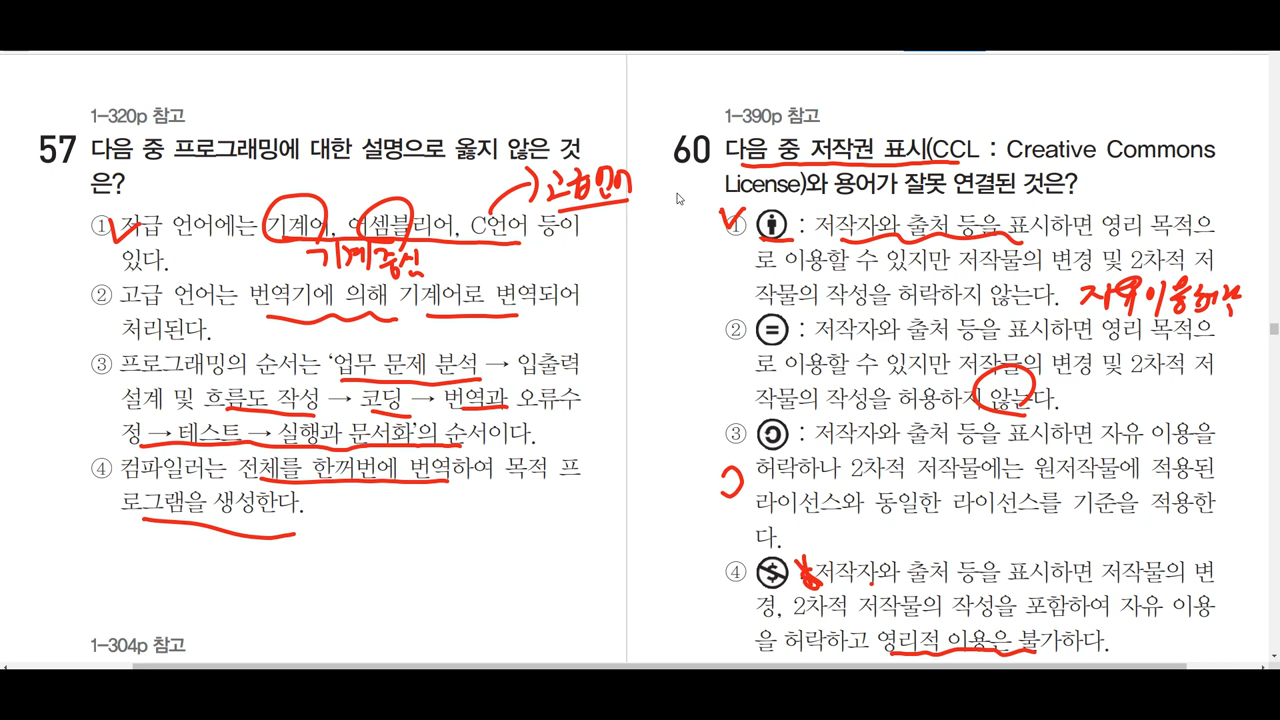 1-320p 참고
57 다음 중 프로그래밍에 대한 설명으로 옳지 않은 것
은?
고급언어
① 저급 언어에는 기계어, 어셈블리어, C언어 등이
있다.
기계중심
② 고급 언어는 번역기에 의해 기계어로 변역되어
처리된다.
③ 프로그래밍의 순서는 ‘업무 문제 분석 → 입출력
설계 및 흐름도 작성 → 코딩 → 번역과 오류수
정 → 테스트 → 실행과 문서화’의 순서이다.
④ 컴파일러는 전체를 한꺼번에 번역하여 목적 프
로그램을 생성한다.
1-304p 참고
1-390p 참고
60 다음 중 저작권 표시(CCL : Creative Commons
License)와 용어가 잘못 연결된 것은?
① : 저작자와 출처 등을 표시하면 영리 목적으
로 이용할 수 있지만 저작물의 변경 및 2차적 저
작물의 작성을 허락하지 않는다.
② = : 저작자와 출처 등을 표시하면 영리 목적으
로 이용할 수 있지만 저작물의 변경 및 2차적 저
작물의 작성을 허용하지 않는다.
③ : 저작자와 출처 등을 표시하면 자유 이용을
허락하나 2차적 저작물에는 원저작물에 적용된
라이선스와 동일한 라이선스를 기준을 적용한
다.
④ $ 저작자와 출처 등을 표시하면 저작물의 변
경, 2차적 저작물의 작성을 포함하여 자유 이용
을 허락하고 영리적 이용은 불가하다.